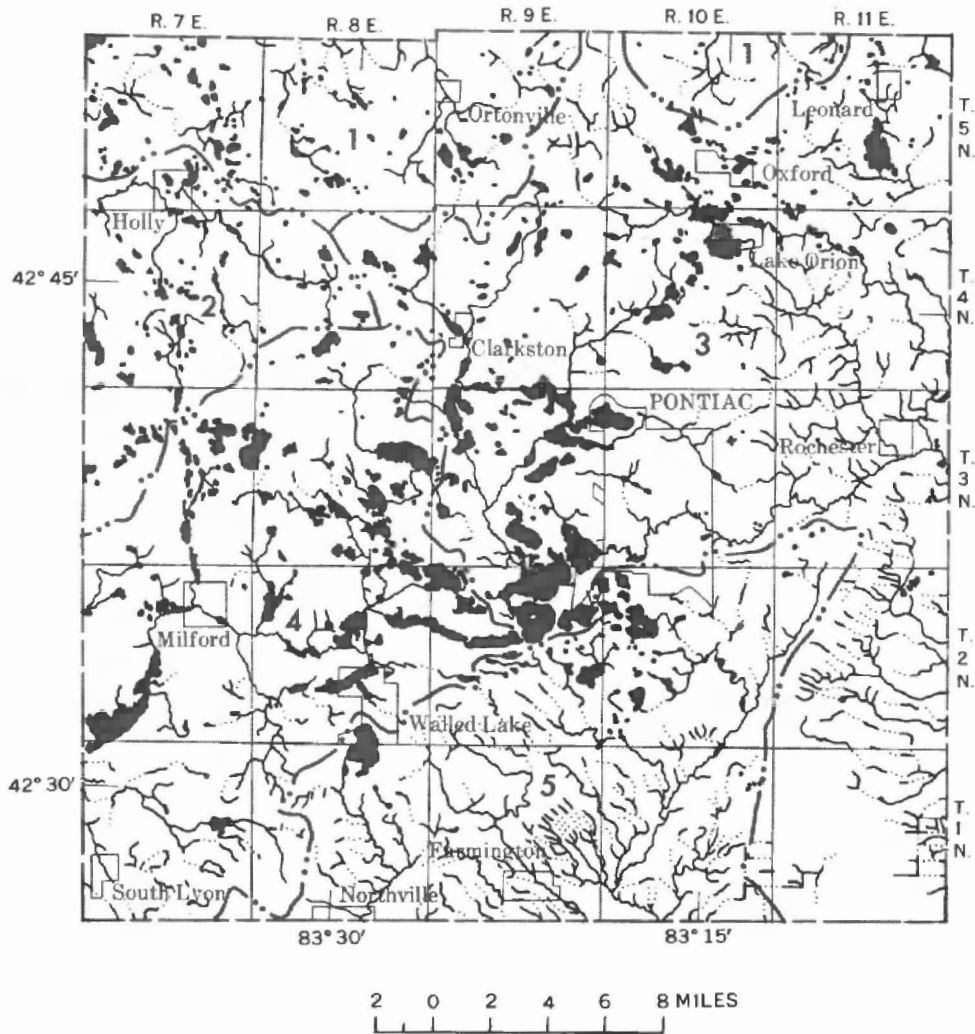 R. 7 E. R. 8 E. R. 9 E. R. 10 E. R. 11 E.
1
Leonard
T. 5 N.
Ortonville
1
Oxford
Holly
Lake Orion
42° 45'
2
T. 4 N.
Clarkston
3
PONTIAC
Rochester
T. 3 N.
4
Milford
T. 2 N.
Walled Lake
42° 30'
5
T. 1 N.
Farmington
South Lyon
Northville
83° 30' 83° 15'
2 0 2 4 6 8 MILES